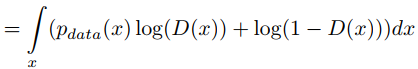 = ∫ₓ (p_data(x) log(D(x)) + log(1 − D(x)))dx